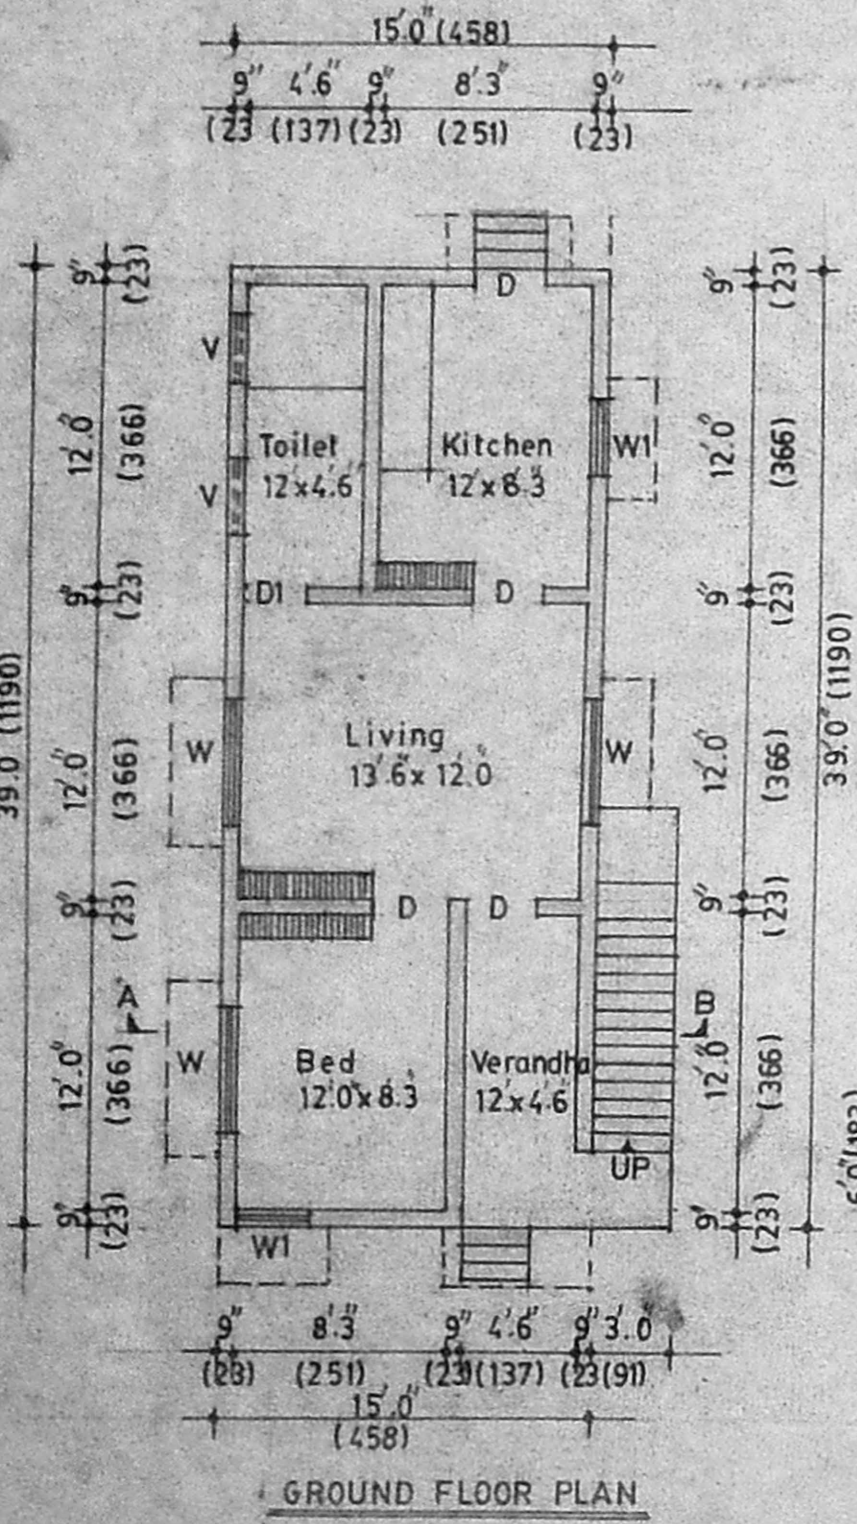 15'.0" (458)
9" 4'.6" 9" 8'.3" 9"
(23 (137) (23) (251) (23)
D
9" (23)
9" (23)
V
12'.0" (366)
Toilet
12'x4'.6"
Kitchen
12'x8'.3"
W1
12'.0" (366)
V
9" (23)
D1
D
9" (23)
39.0 (1190)
39'.0" (1190)
12'.0" (366)
W
Living
13'.6"x 12'.0"
W
12'.0" (366)
9" (23)
D
D
9" (23)
A
B
12'.0" (366)
W
Bed
12'.0"x 8'.3
Verandha
12'x4'.6
12'.0" (366)
UP
9" (23)
W1
9" (23)
9" 8'.3" 9" 4'.6" 9" 3'.0"
(23) (251) (23)(137) (23(91)
15'.0"
(458)
GROUND FLOOR PLAN